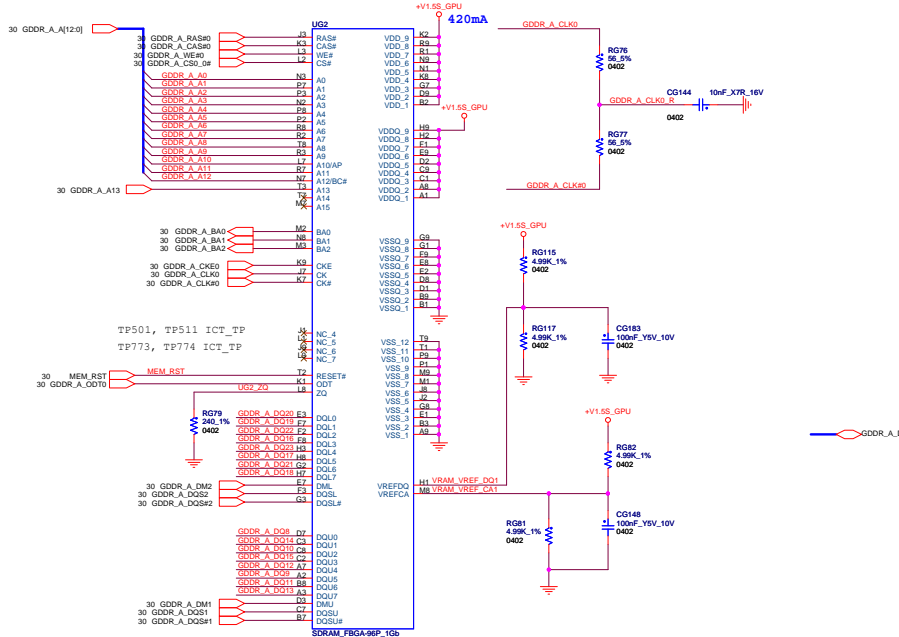 +V1.5S_GPU
420mA
30 GDDR_A_A[12:0]
UG2
30 GDDR_A_RAS#0 J3 RAS# VDD_9 K2
30 GDDR_A_CAS#0 K3 CAS# VDD_8 R9
30 GDDR_A_WE#0 L3 WE# VDD_7 R1
30 GDDR_A_CS0_0# L2 CS# VDD_6 N9
VDD_5 N1
GDDR_A_A0 N3 A0 VDD_4 K8
GDDR_A_A1 P7 A1 VDD_3 G7
GDDR_A_A2 P3 A2 VDD_2 D9
GDDR_A_A3 N2 A3 VDD_1 B2
GDDR_A_A4 P8 A4
GDDR_A_A5 P2 A5 +V1.5S_GPU
GDDR_A_A6 R8 A6 VDDQ_9 H9
GDDR_A_A7 R2 A7 VDDQ_8 H2
GDDR_A_A8 T8 A8 VDDQ_7 F1
GDDR_A_A9 R3 A9 VDDQ_6 E9
GDDR_A_A10 L7 A10/AP VDDQ_5 D2
GDDR_A_A11 R7 A11 VDDQ_4 C9
GDDR_A_A12 N7 A12/BC# VDDQ_3 C1
30 GDDR_A_A13 T3 A13 VDDQ_2 A8
A14 VDDQ_1 A1
A15
30 GDDR_A_BA0 M2 BA0
30 GDDR_A_BA1 N8 BA1 VSSQ_9 G9
30 GDDR_A_BA2 M3 BA2 VSSQ_8 G1
VSSQ_7 F9
30 GDDR_A_CKE0 K9 CKE VSSQ_6 E8
30 GDDR_A_CLK0 J7 CK VSSQ_5 E2
30 GDDR_A_CLK#0 K7 CK# VSSQ_4 D8
VSSQ_3 D1
VSSQ_2 B9
VSSQ_1 B1
TP501, TP511 ICT_TP
TP773, TP774 ICT_TP
NC_4
NC_5 VSS_12 T9
NC_6 VSS_11 T1
NC_7 VSS_10 P9
VSS_9 P1
30 MEM_RST MEM_RST T2 RESET# VSS_8 M9
30 GDDR_A_ODT0 K1 ODT VSS_7 M1
UG2_ZQ L8 ZQ VSS_6 J8
VSS_5 J2
VSS_4 G8
RG79
240_1%
0402
GDDR_A_DQ20 E3 DQL0 VSS_3 E1
GDDR_A_DQ19 F7 DQL1 VSS_2 B3
GDDR_A_DQ22 F2 DQL2 VSS_1 A9
GDDR_A_DQ16 F8 DQL3
GDDR_A_DQ23 H3 DQL4
GDDR_A_DQ17 H8 DQL5
GDDR_A_DQ21 G2 DQL6
GDDR_A_DQ18 H7 DQL7
30 GDDR_A_DM2 E7 DML VREFDQ H1 VRAM_VREF_DQ1
30 GDDR_A_DQS2 F3 DQSL VREFCA M8 VRAM_VREF_CA1
30 GDDR_A_DQS#2 G3 DQSL#
GDDR_A_DQ8 D7 DQU0
GDDR_A_DQ14 C3 DQU1
GDDR_A_DQ10 C8 DQU2
GDDR_A_DQ15 C2 DQU3
GDDR_A_DQ12 A7 DQU4
GDDR_A_DQ9 A2 DQU5
GDDR_A_DQ11 B8 DQU6
GDDR_A_DQ13 A3 DQU7
30 GDDR_A_DM1 D3 DMU
30 GDDR_A_DQS1 C7 DQSU
30 GDDR_A_DQS#1 B7 DQSU#
SDRAM_FBGA-96P_1Gb
GDDR_A_CLK0
RG76
56_5%
0402
GDDR_A_CLK0_R
CG144
10nF_X7R_16V
0402
RG77
56_5%
0402
GDDR_A_CLK#0
+V1.5S_GPU
RG115
4.99K_1%
0402
RG117
4.99K_1%
0402
CG183
100nF_Y5V_10V
0402
+V1.5S_GPU
RG82
4.99K_1%
0402
RG81
4.99K_1%
0402
CG148
100nF_Y5V_10V
0402